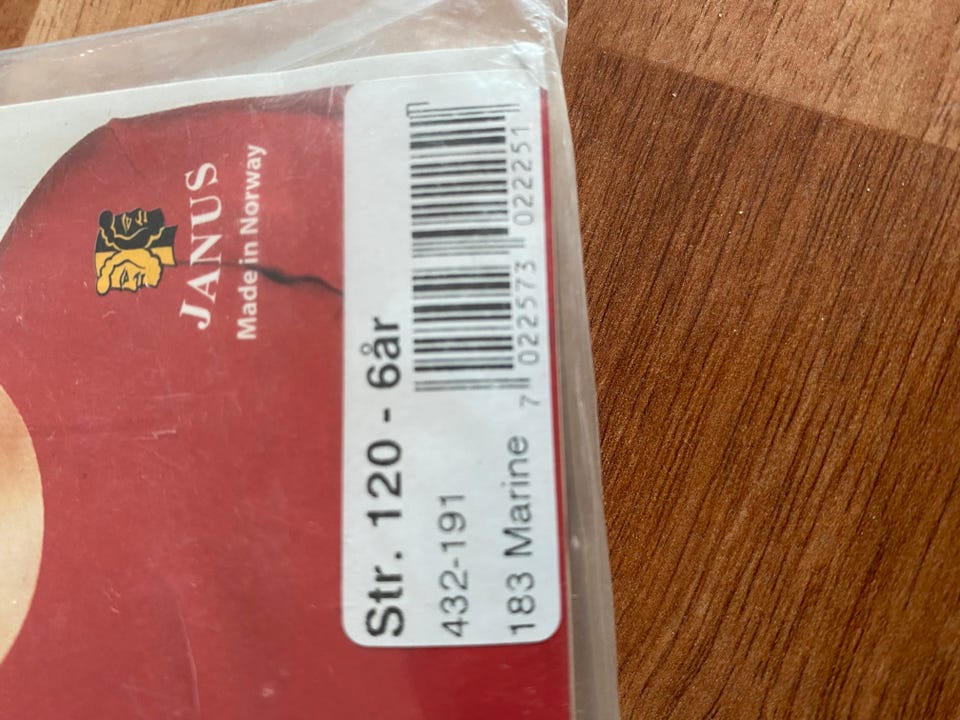 JANUS
Made in Norway
Str. 120 - 6år
432-191
183 Marine
7 022573 022251